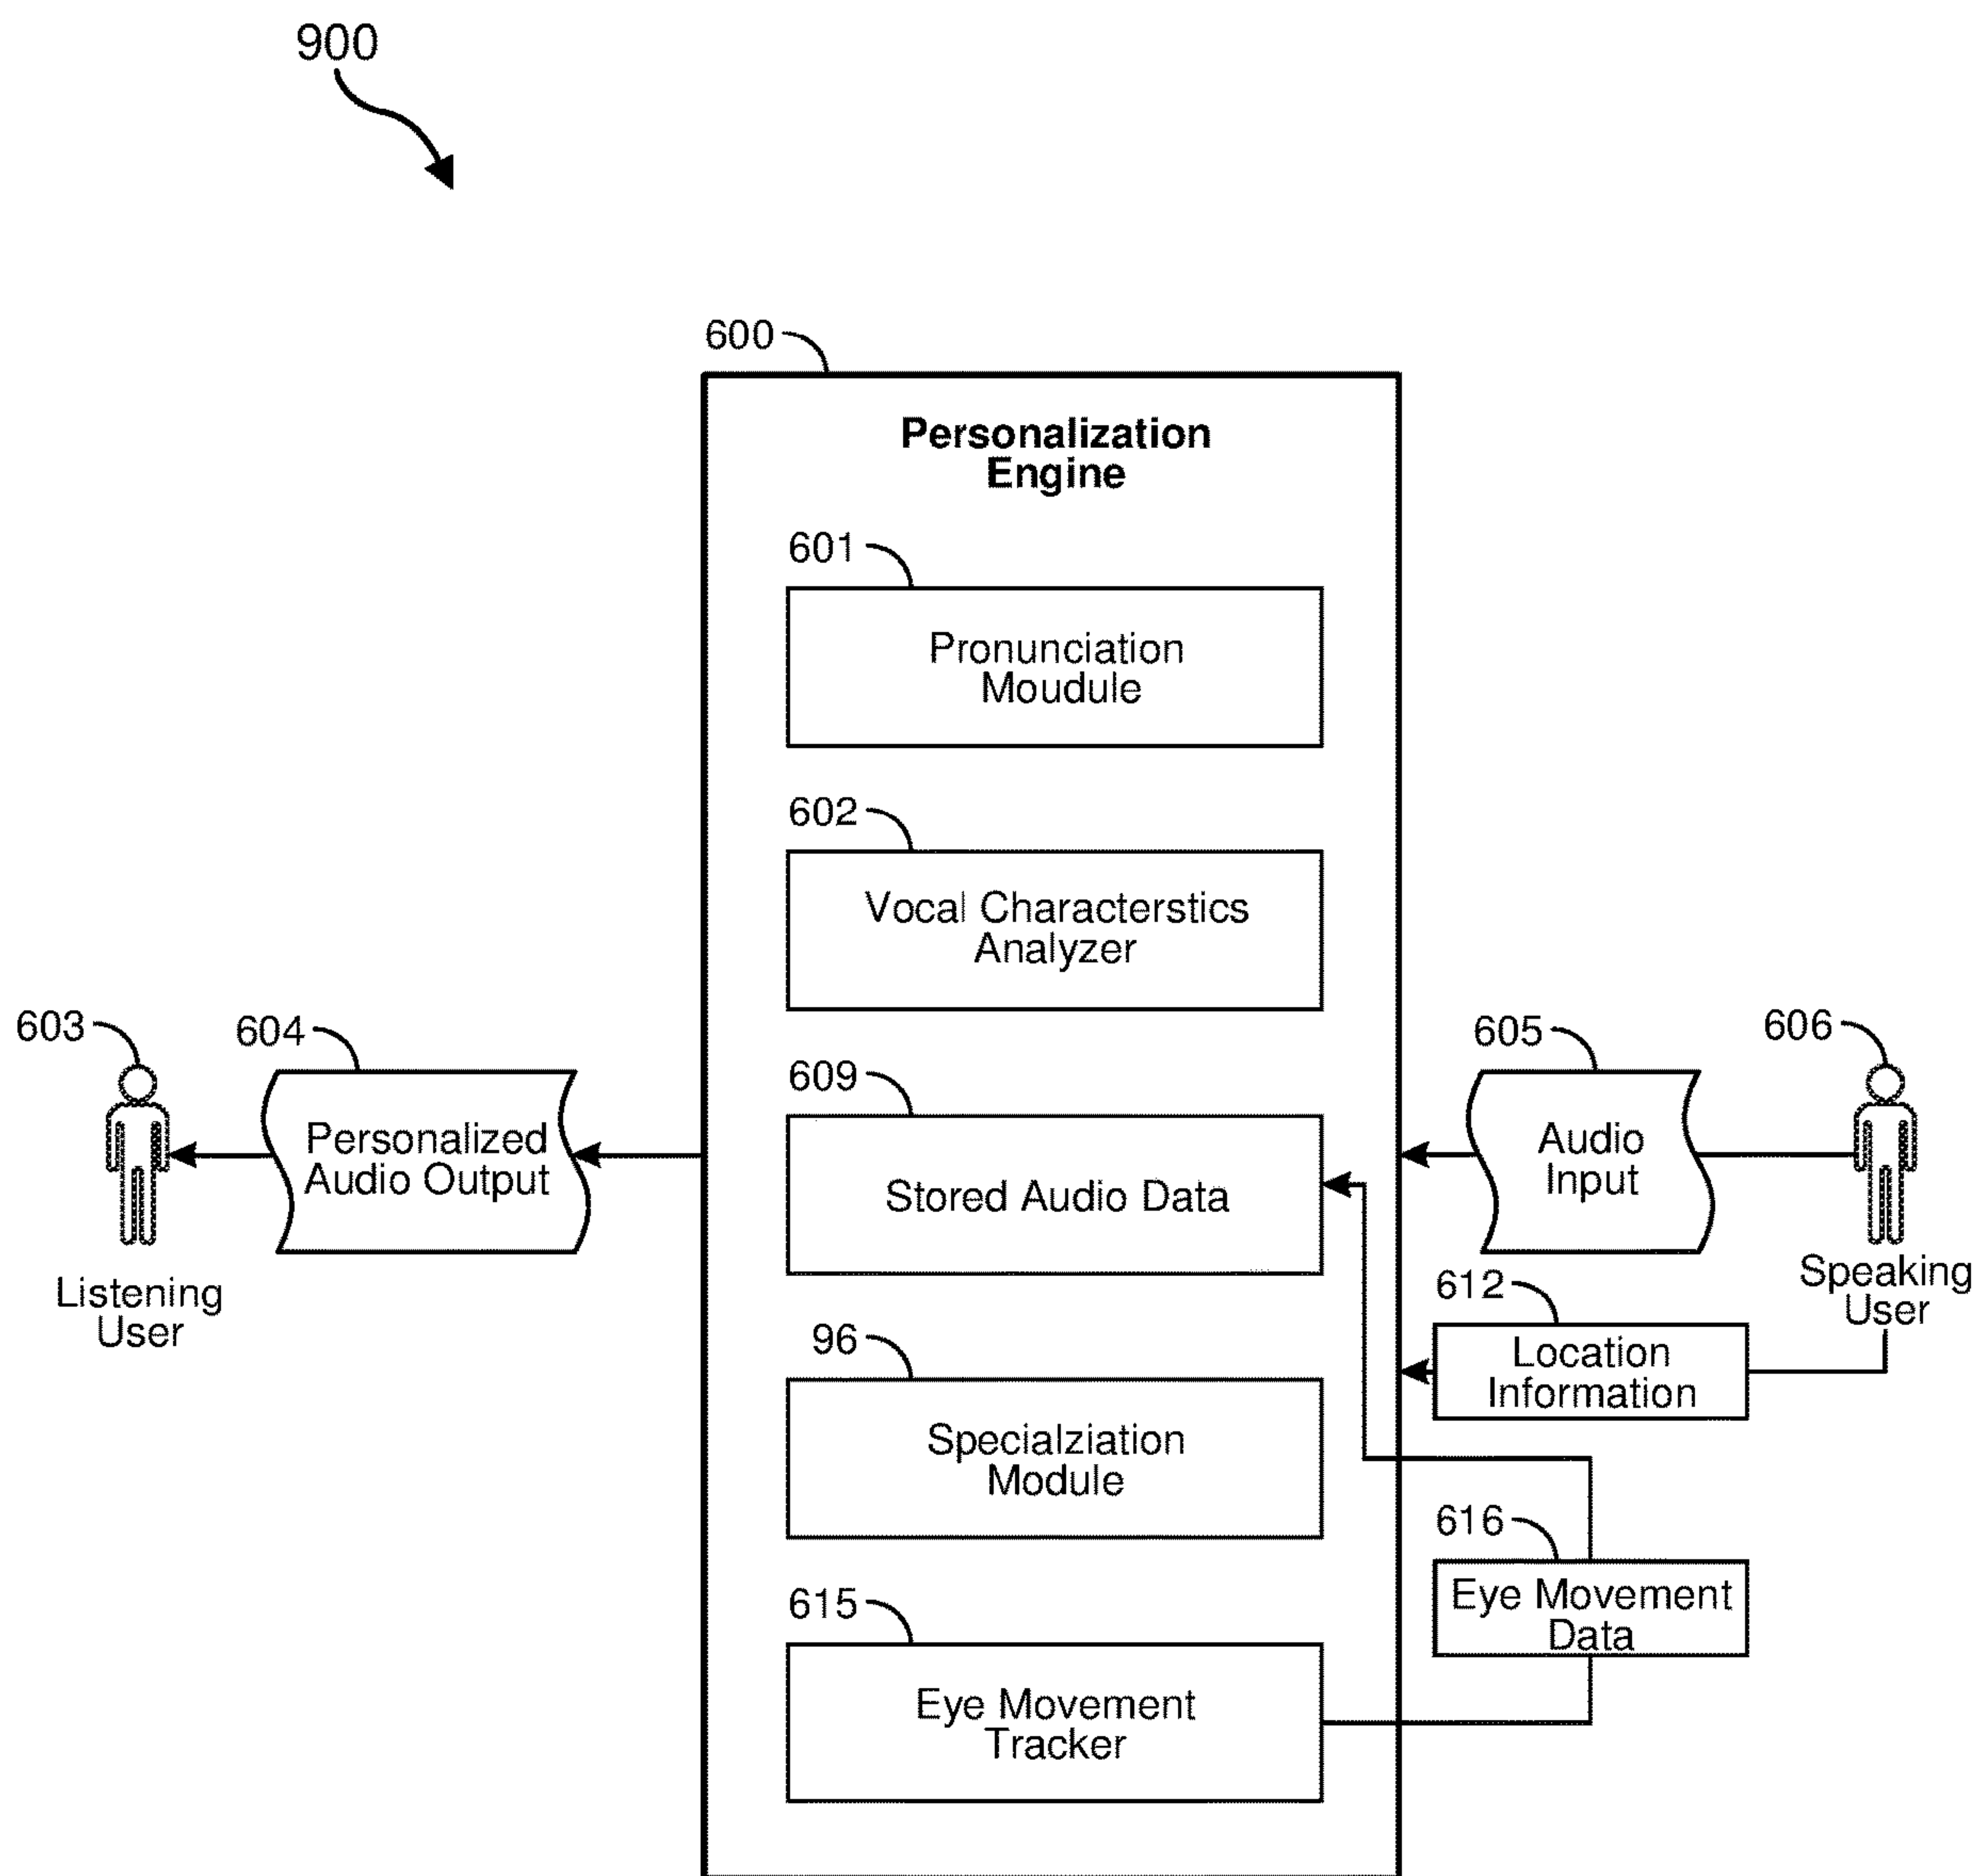 900
600
Personalization
Engine
601
Pronunciation
Moudule
602
Vocal Characterstics
Analyzer
603
Listening
User
604
Personalized
Audio Output
609
Stored Audio Data
605
Audio
Input
606
Speaking
User
612
Location
Information
96
Specialziation
Module
616
Eye Movement
Data
615
Eye Movement
Tracker